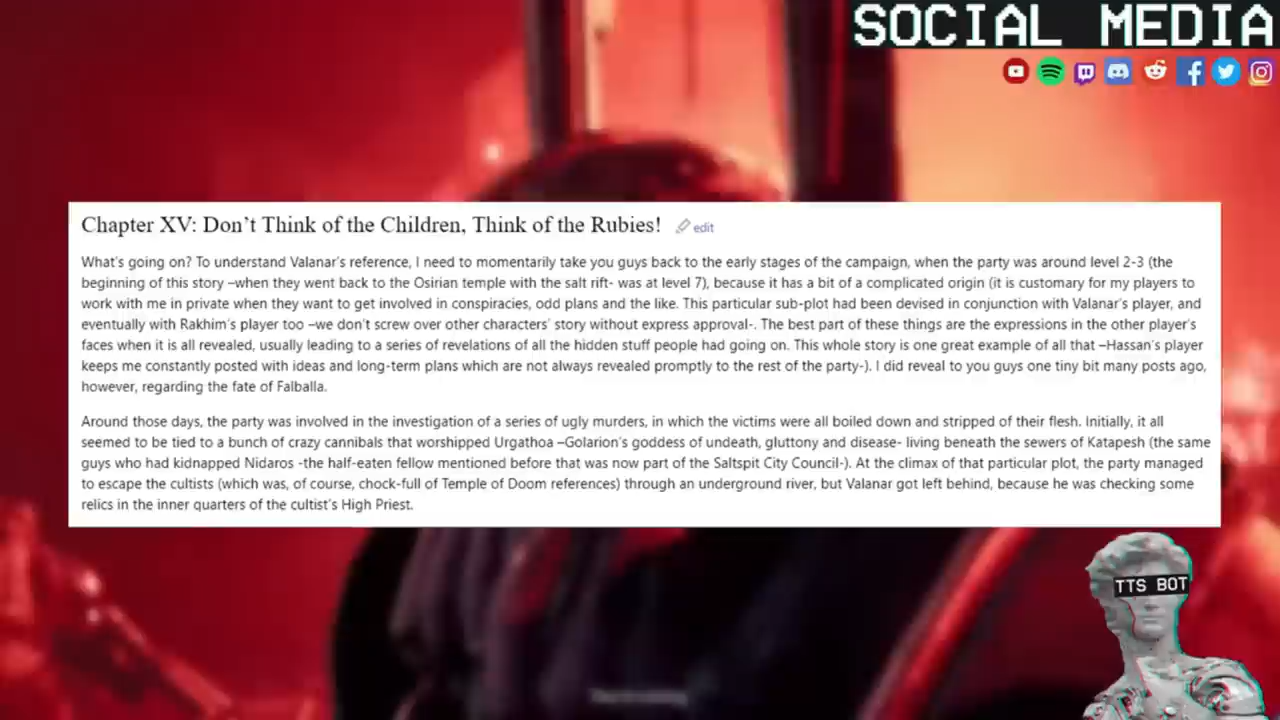 SOCIAL MEDIA
Chapter XV: Don't Think of the Children, Think of the Rubies! edit
What's going on? To understand Valanar's reference, I need to momentarily take you guys back to the early stages of the campaign, when the party was around level 2-3 (the
beginning of this story –when they went back to the Osirian temple with the salt rift- was at level 7), because it has a bit of a complicated origin (it is customary for my players to
work with me in private when they want to get involved in conspiracies, odd plans and the like. This particular sub-plot had been devised in conjunction with Valanar's player, and
eventually with Rakhim's player too –we don't screw over other characters' story without express approval-. The best part of these things are the expressions in the other player's
faces when it is all revealed, usually leading to a series of revelations of all the hidden stuff people had going on. This whole story is one great example of all that –Hassan's player
keeps me constantly posted with ideas and long-term plans which are not always revealed promptly to the rest of the party-). I did reveal to you guys one tiny bit many posts ago,
however, regarding the fate of Falballa.
Around those days, the party was involved in the investigation of a series of ugly murders, in which the victims were all boiled down and stripped of their flesh. Initially, it all
seemed to be tied to a bunch of crazy cannibals that worshipped Urgathoa –Golarion's goddess of undeath, gluttony and disease- living beneath the sewers of Katapesh (the same
guys who had kidnapped Nidaros -the half-eaten fellow mentioned before that was now part of the Saltspit City Council-). At the climax of that particular plot, the party managed
to escape the cultists (which was, of course, chock-full of Temple of Doom references) through an underground river, but Valanar got left behind, because he was checking some
relics in the inner quarters of the cultist's High Priest.
TTS BOT